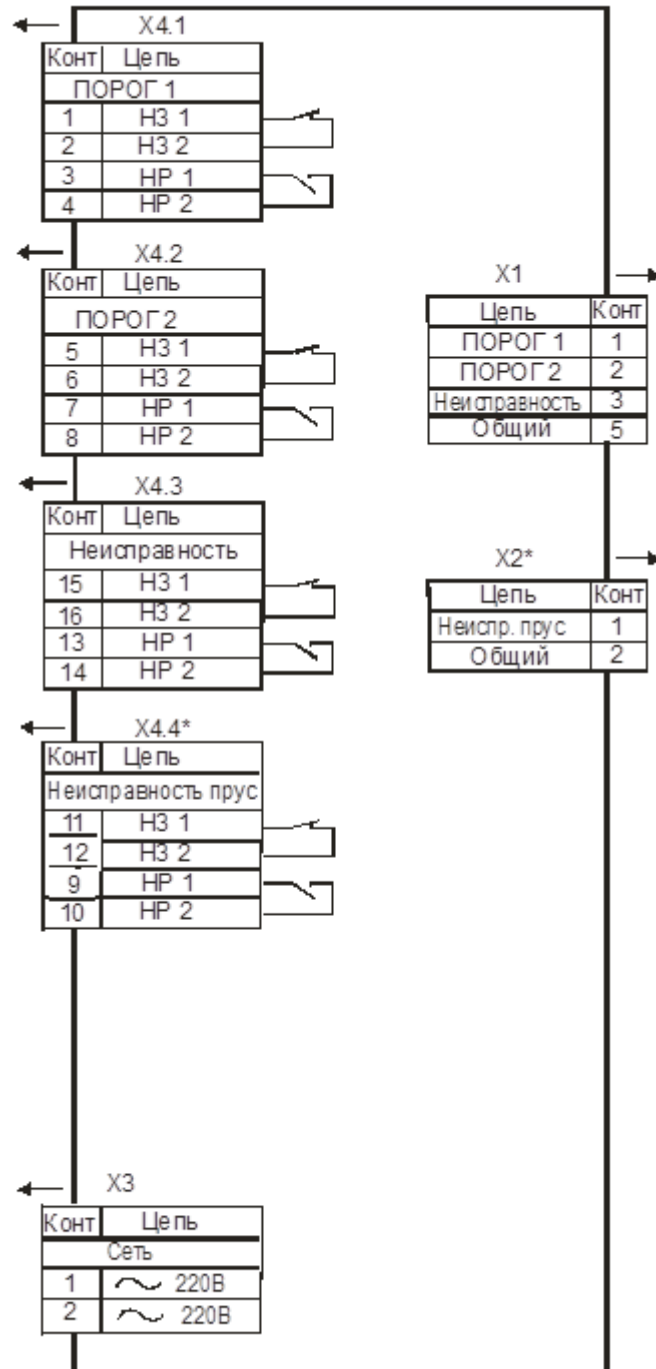 X4.1
Конт Цепь
ПОРОГ 1
1 НЗ 1
2 НЗ 2
3 НР 1
4 НР 2
X4.2
Конт Цепь
ПОРОГ 2
5 НЗ 1
6 НЗ 2
7 НР 1
8 НР 2
X4.3
Конт Цепь
Неисправность
15 НЗ 1
16 НЗ 2
13 НР 1
14 НР 2
X4.4*
Конт Цепь
Неисправность прус
11 НЗ 1
12 НЗ 2
9 НР 1
10 НР 2
X3
Конт Цепь
Сеть
1 ~ 220В
2 ~ 220В
X1
Цепь Конт
ПОРОГ 1 1
ПОРОГ 2 2
Неисправность 3
Общий 5
X2*
Цепь Конт
Неиспр. прус 1
Общий 2